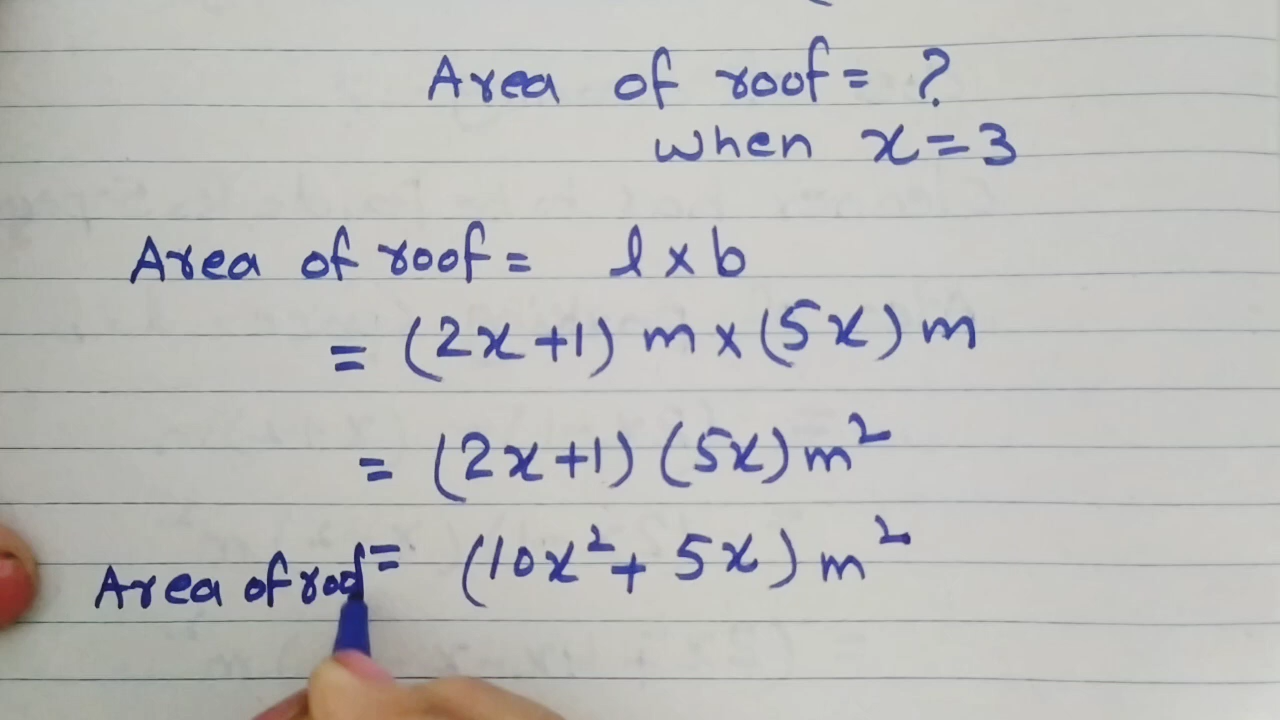 Area of roof = ?
when x = 3
Area of roof = l × b
= (2x+1) m × (5x) m
= (2x+1) (5x) m²
Area of roof = (10x² + 5x) m²